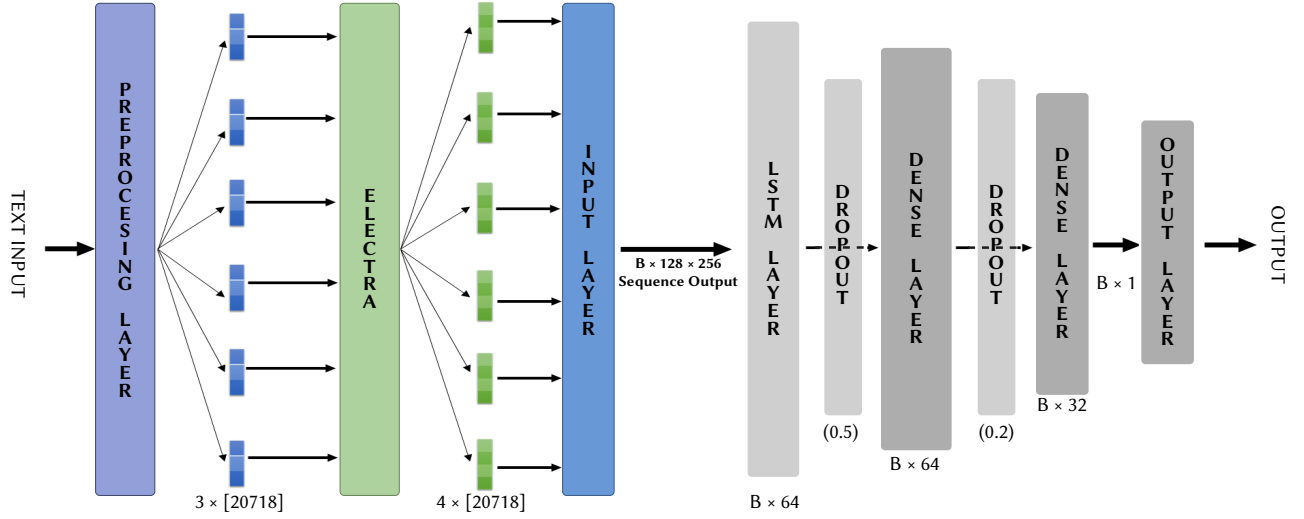 TEXT INPUT
PREPROCESING LAYER
3 × [20718]
ELECTRA
4 × [20718]
INPUT LAYER
B × 128 × 256
Sequence Output
LSTM LAYER
B × 64
DROPOUT
(0.5)
DENSE LAYER
B × 64
DROPOUT
(0.2)
DENSE LAYER
B × 32
B × 1
OUTPUT LAYER
OUTPUT